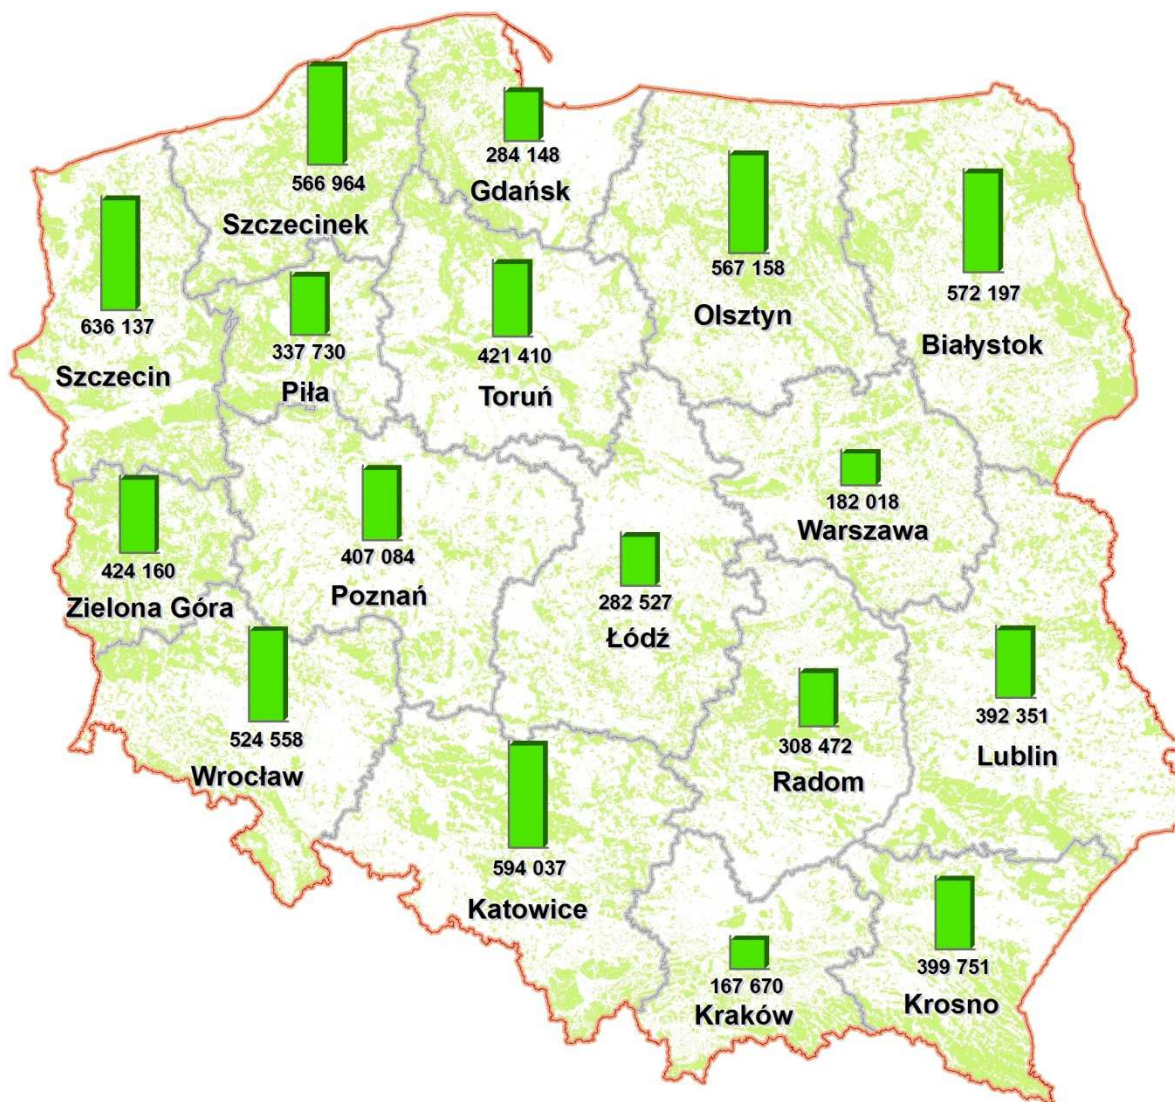 284 148
Gdańsk
566 964
Szczecinek
567 158
Olsztyn
572 197
Białystok
636 137
Szczecin
337 730
Piła
421 410
Toruń
182 018
Warszawa
424 160
Zielona Góra
407 084
Poznań
282 527
Łódź
524 558
Wrocław
308 472
Radom
392 351
Lublin
594 037
Katowice
167 670
Kraków
399 751
Krosno